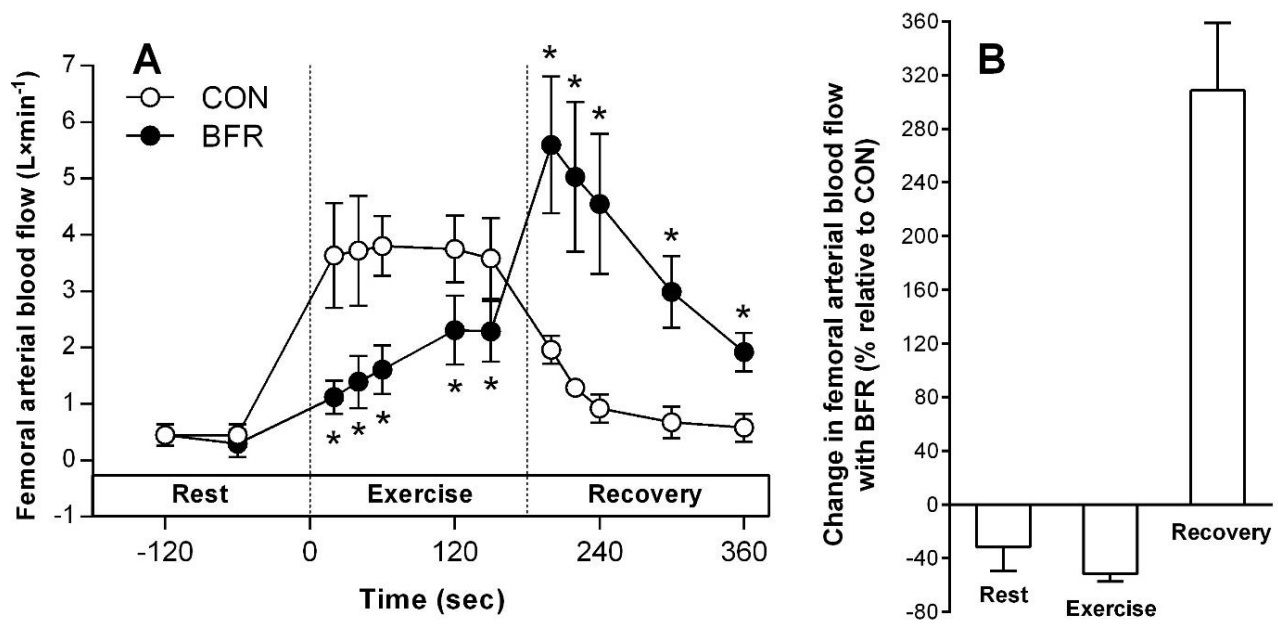 A
CON
BFR
Femoral arterial blood flow (L×min⁻¹)
7
6
5
4
3
2
1
0
-1
* * *
* *
* * * * *
Rest Exercise Recovery
-120 0 120 240 360
Time (sec)
B
Change in femoral arterial blood flow
with BFR (% relative to CON)
360
320
280
240
200
160
120
80
40
0
-40
-80
Rest
Exercise
Recovery